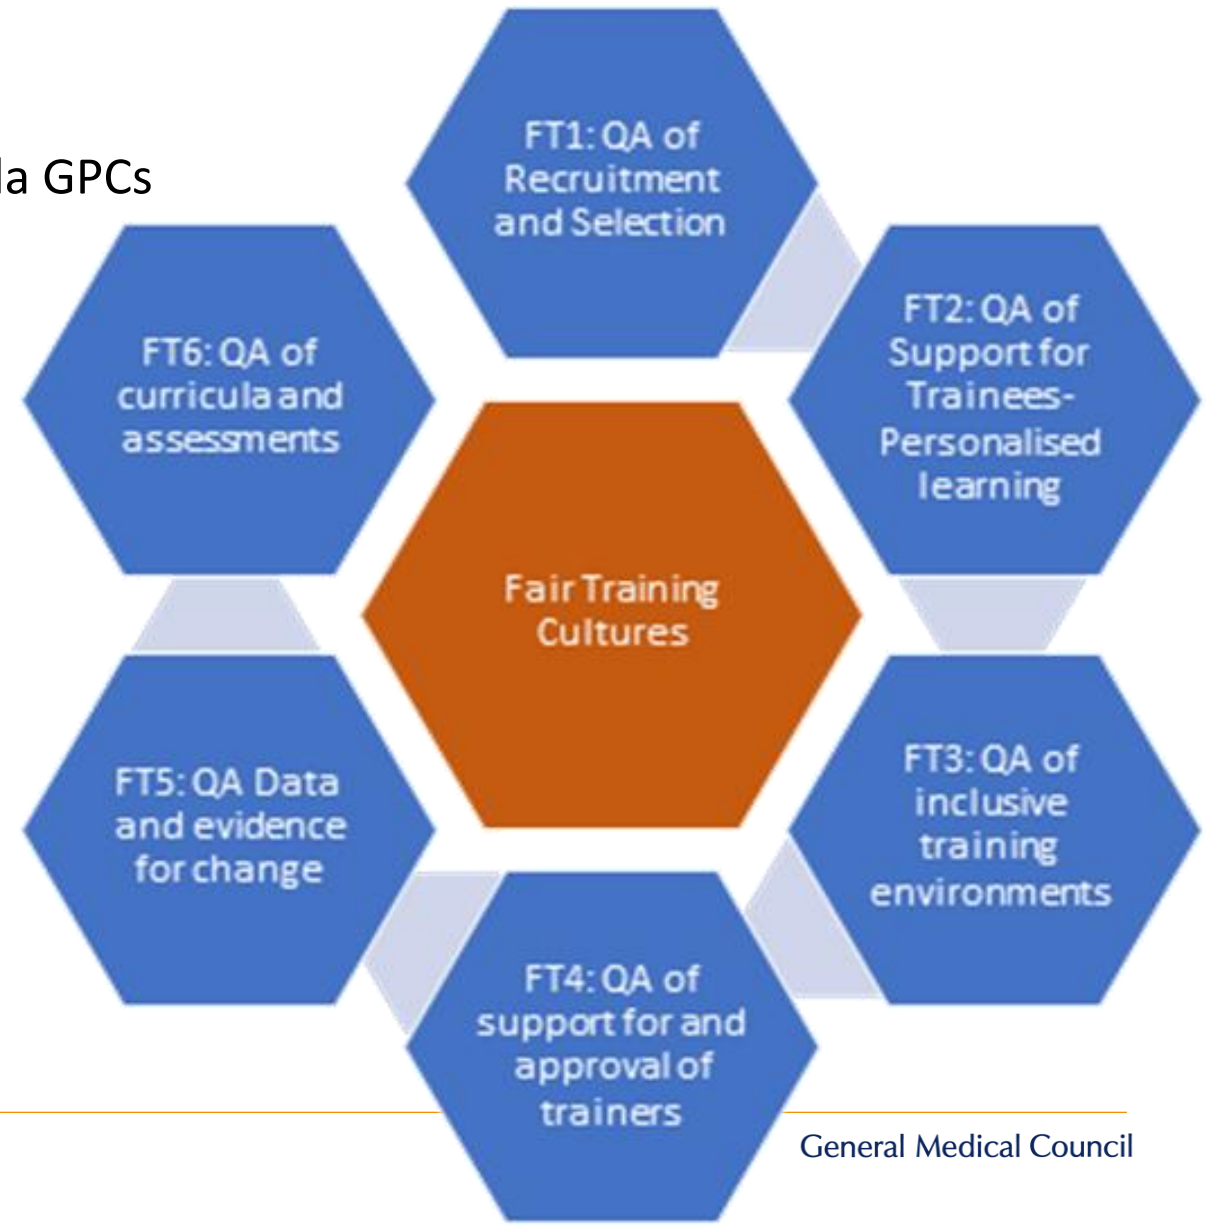 FT1: QA of
Recruitment
and Selection
la GPCs
FT2: QA of
Support for
Trainees-
Personalised
learning
FT6: QA of
curricula and
assessments
Fair Training
Cultures
FT3: QA of
inclusive
training
environments
FT5: QA Data
and evidence
for change
FT4: QA of
support for and
approval of
trainers
General Medical Council